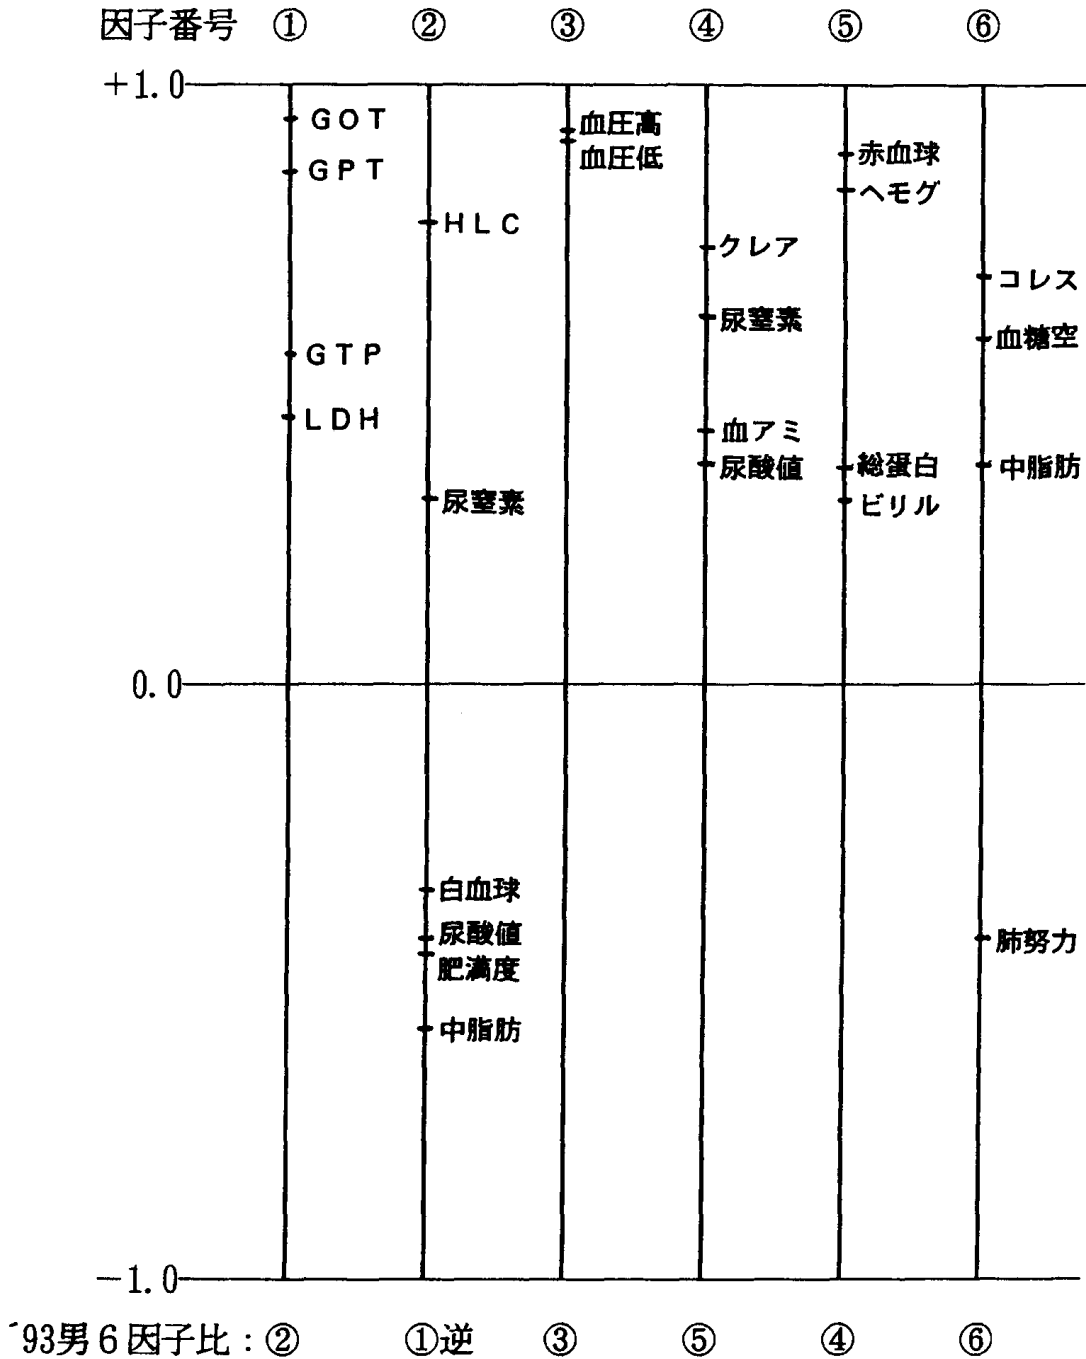 因子番号 ① ② ③ ④ ⑤ ⑥
+1.0
GOT
血圧高
血圧低
赤血球
GPT
ヘモグ
HLC
クレア
コレス
尿窒素
血糖空
GTP
LDH
血アミ
尿酸値
総蛋白
中脂肪
尿窒素
ビリル
0.0
白血球
尿酸値
肺努力
肥満度
中脂肪
-1.0
'93男6因子比:② ①逆 ③ ⑤ ④ ⑥